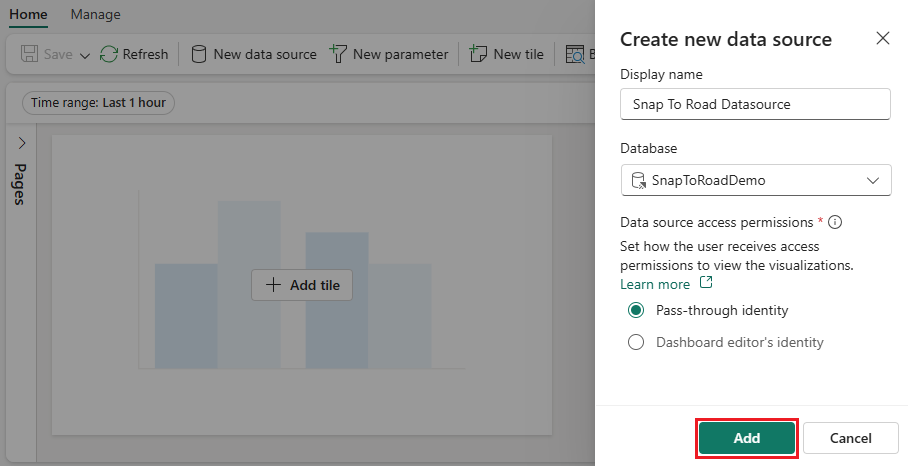 Home Manage
Save Refresh New data source New parameter New tile B
Time range: Last 1 hour
Pages
Add tile
Create new data source
Display name
Snap To Road Datasource
Database
SnapToRoadDemo
Data source access permissions *
Set how the user receives access
permissions to view the visualizations.
Learn more
Pass-through identity
Dashboard editor's identity
Add Cancel